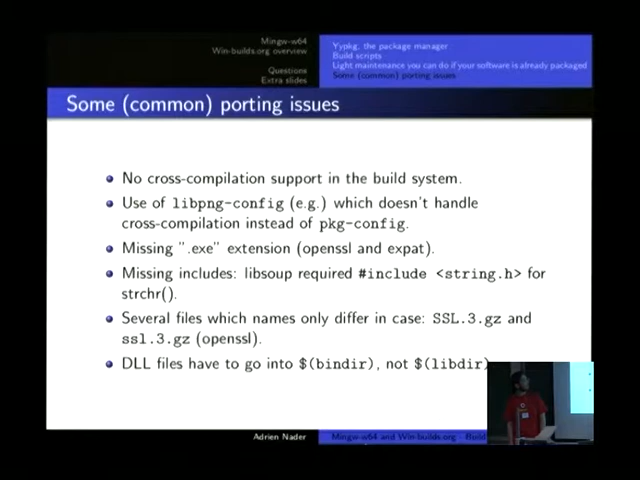 Mingw-w64
Win-builds.org overview
Questions
Extra slides
Yypkg, the package manager
Build scripts
Light maintenance you can do if your software is already packaged
Some (common) porting issues
Some (common) porting issues
No cross-compilation support in the build system.
Use of libpng-config (e.g.) which doesn't handle
cross-compilation instead of pkg-config.
Missing ".exe" extension (openssl and expat).
Missing includes: libsoup required #include <string.h> for
strchr().
Several files which names only differ in case: SSL.3.gz and
ssl.3.gz (openssl).
DLL files have to go into $(bindir), not $(libdir)
Adrien Nader
Mingw-w64 and Win-builds.org - Build